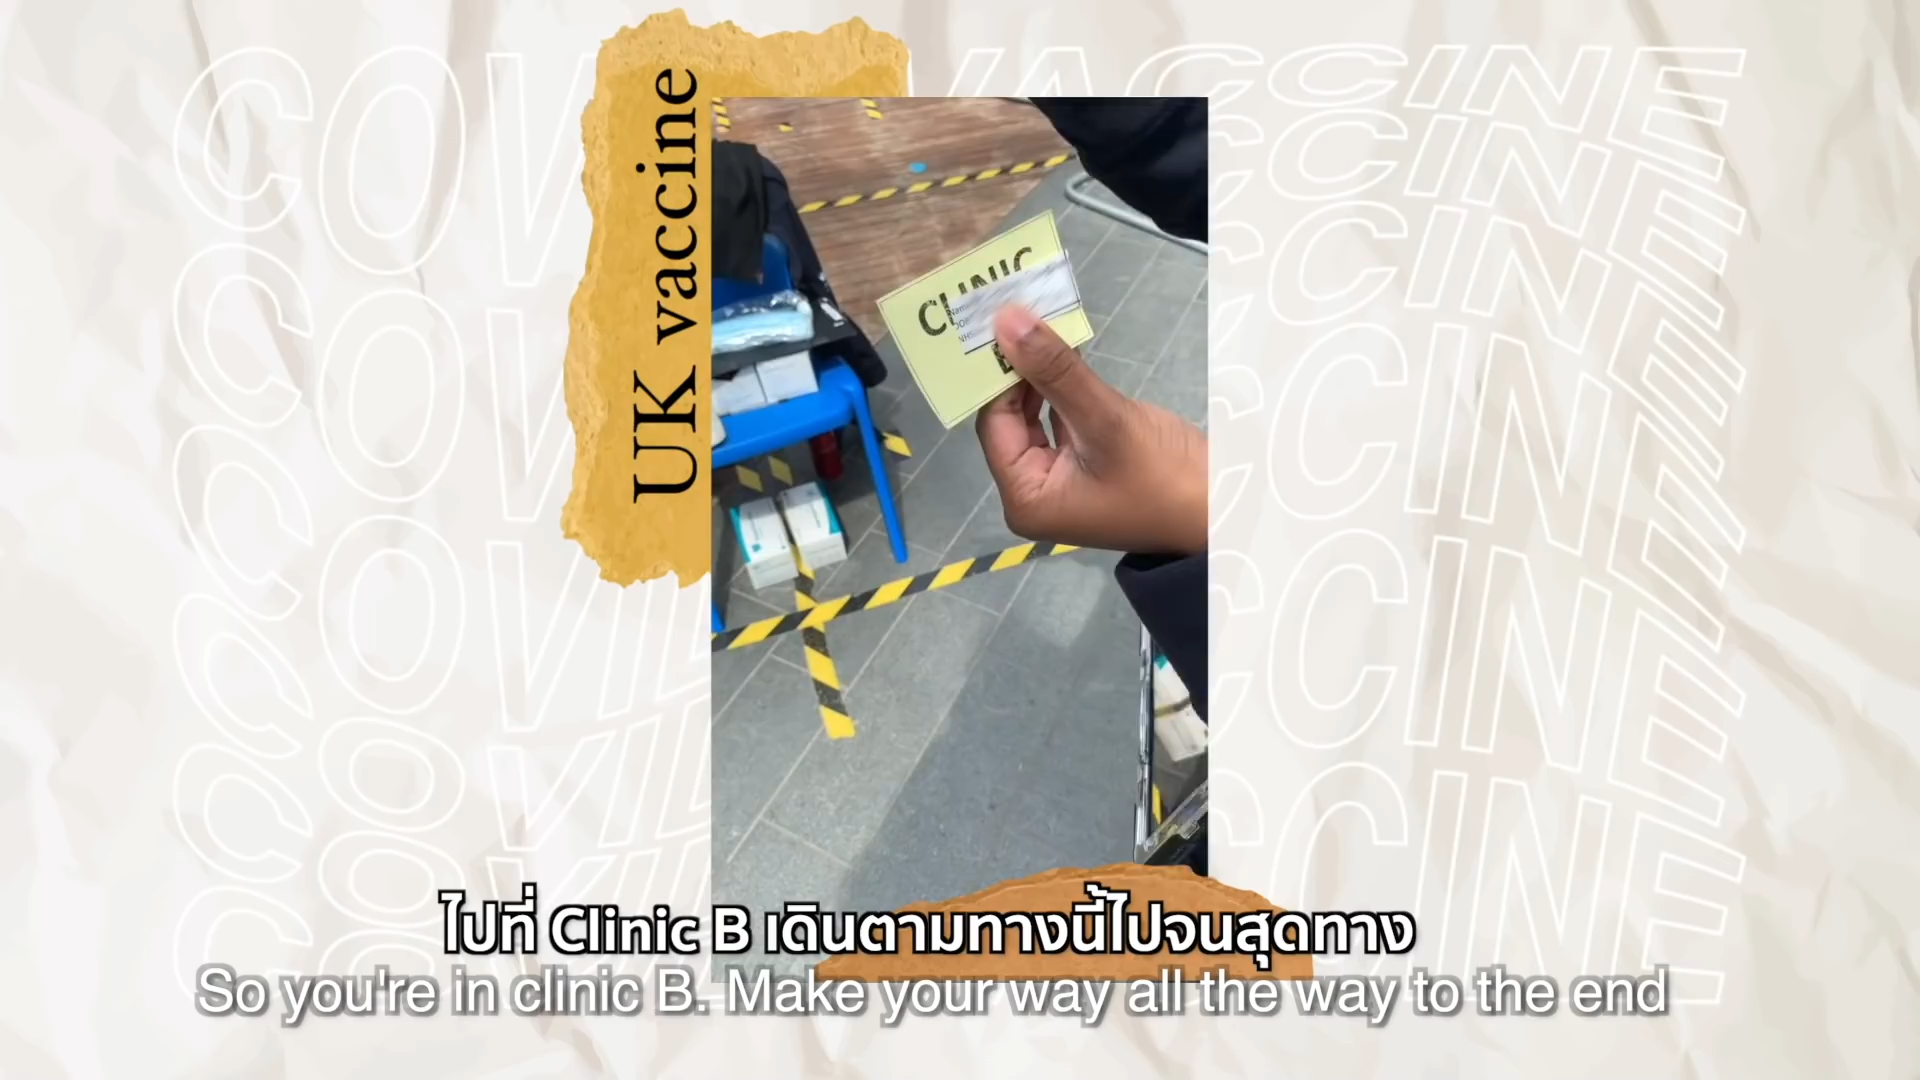 COVID VACCINE
UK vaccine
CLINIC
B
ไปที่ Clinic B เดินตามทางนี้ไปจนสุดทาง
So you're in clinic B. Make your way all the way to the end